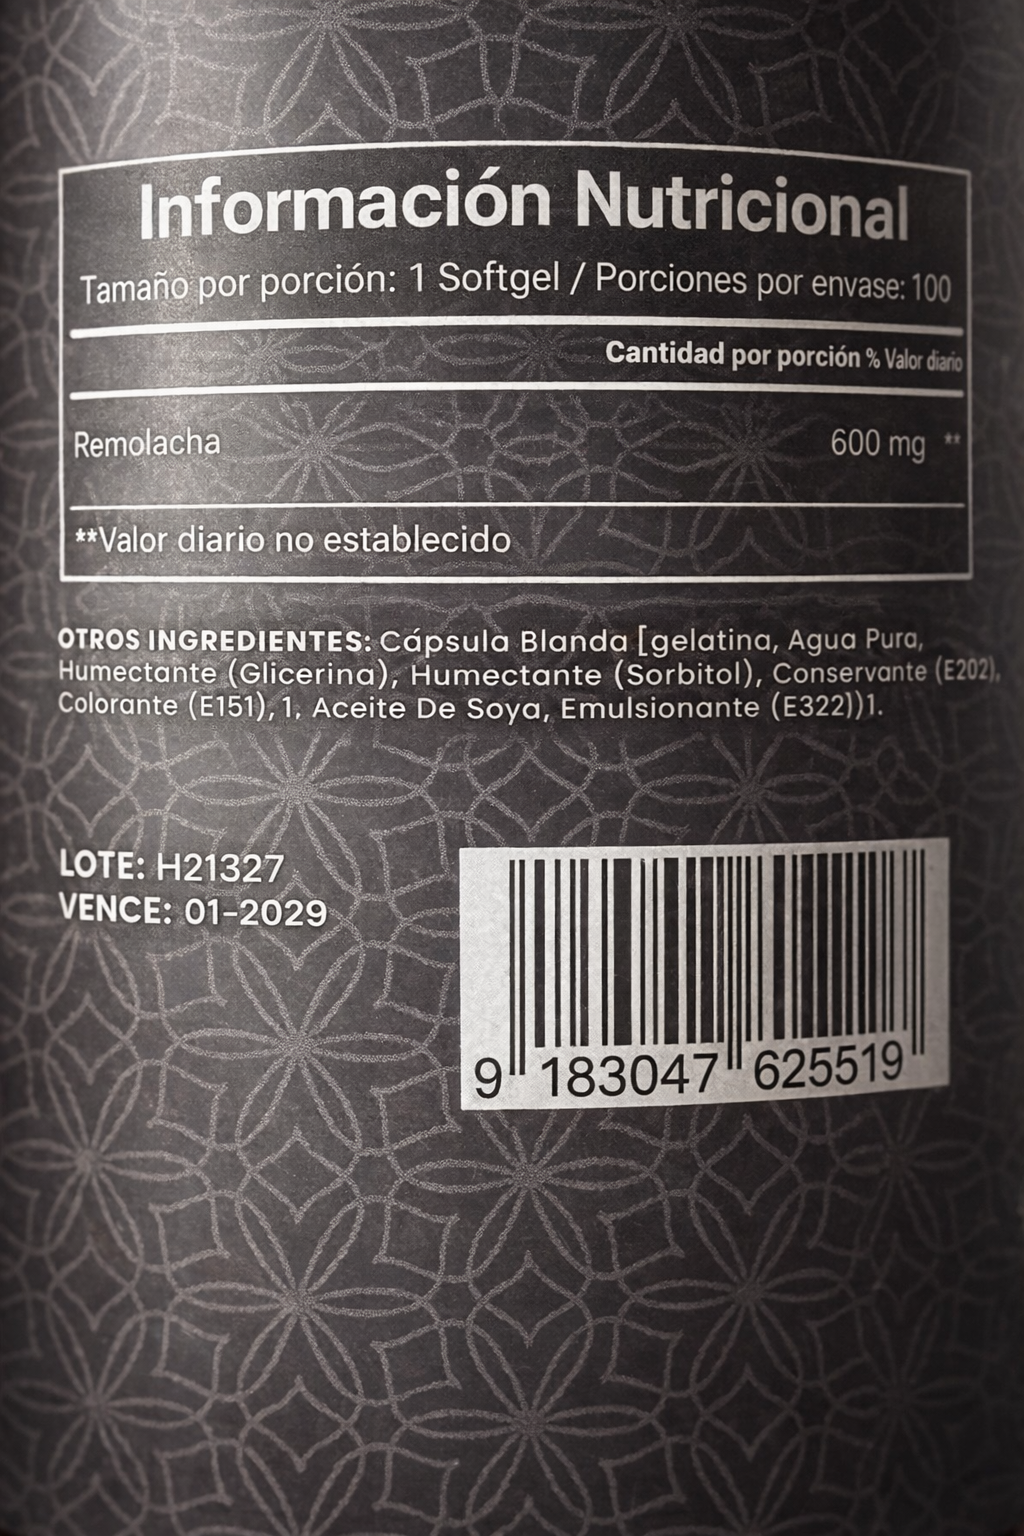 Información Nutricional
Tamaño por porción: 1 Softgel / Porciones por envase: 100
Cantidad por porción % Valor diario
Remolacha 600 mg **
**Valor diario no establecido
OTROS INGREDIENTES: Cápsula Blanda [gelatina, Agua Pura,
Humectante (Glicerina), Humectante (Sorbitol), Conservante (E202),
Colorante (E151), 1, Aceite De Soya, Emulsionante (E322))1.
LOTE: H21327
VENCE: 01-2029
9 183047 625519